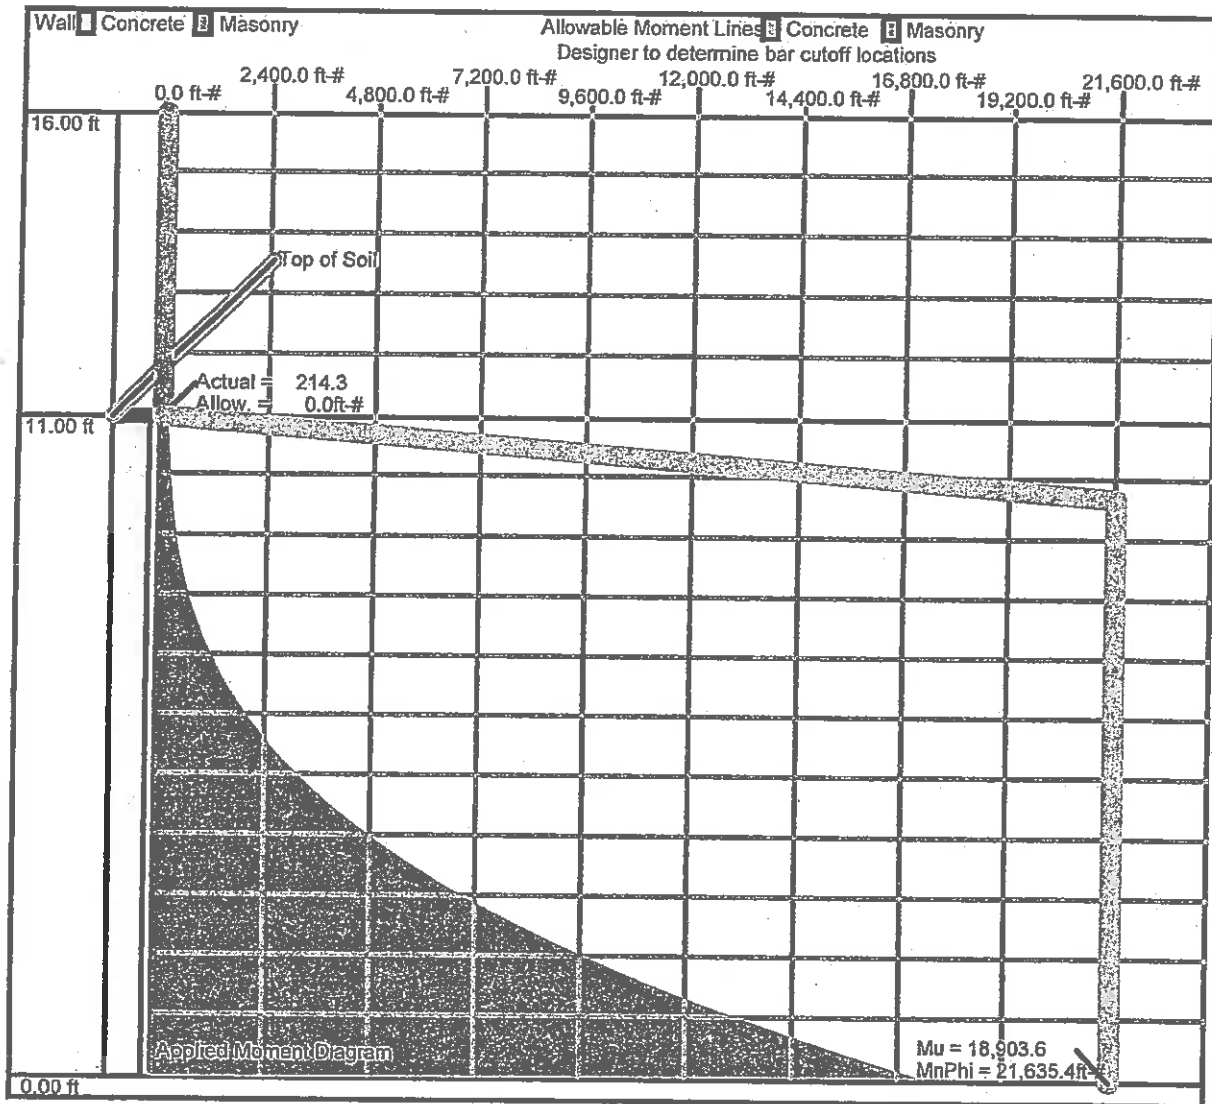 Wall Concrete Masonry
Allowable Moment Lines Concrete Masonry
Designer to determine bar cutoff locations
2,400.0 ft-# 7,200.0 ft-# 12,000.0 ft-# 16,800.0 ft-# 21,600.0 ft-#
0.0 ft-# 4,800.0 ft-# 9,600.0 ft-# 14,400.0 ft-# 19,200.0 ft-#
16.00 ft
Top of Soil
Actual = 214.3
Allow. = 0.0ft-#
11.00 ft
Applied Moment Diagram
Mu = 18,903.6
MnPhi = 21,635.4ft-#
0.00 ft